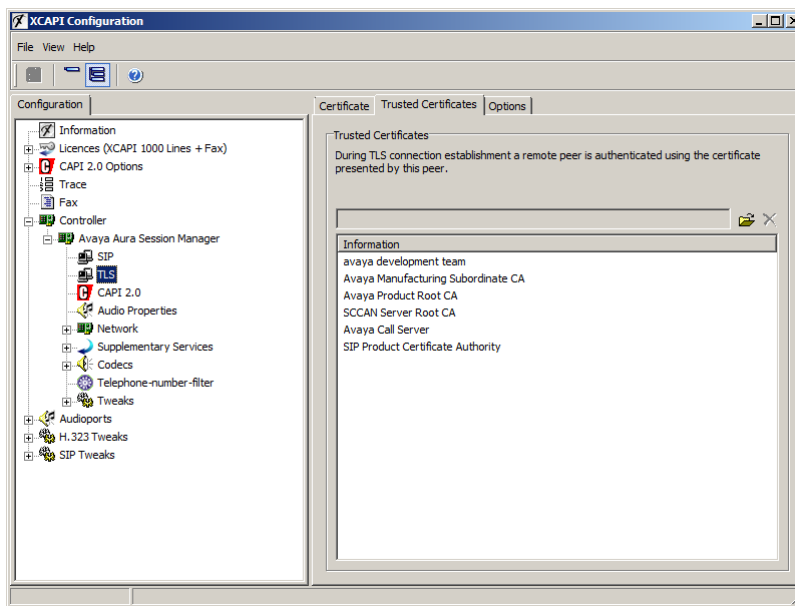 XCAPI Configuration
File View Help
Configuration
Certificate Trusted Certificates Options
Information
Licences (XCAPI 1000 Lines + Fax)
CAPI 2.0 Options
Trace
Fax
Controller
Avaya Aura Session Manager
SIP
TLS
CAPI 2.0
Audio Properties
Network
Supplementary Services
Codecs
Telephone-number-filter
Tweaks
Audioports
H.323 Tweaks
SIP Tweaks
Trusted Certificates
During TLS connection establishment a remote peer is authenticated using the certificate
presented by this peer.
Information
avaya development team
Avaya Manufacturing Subordinate CA
Avaya Product Root CA
SCCAN Server Root CA
Avaya Call Server
SIP Product Certificate Authority